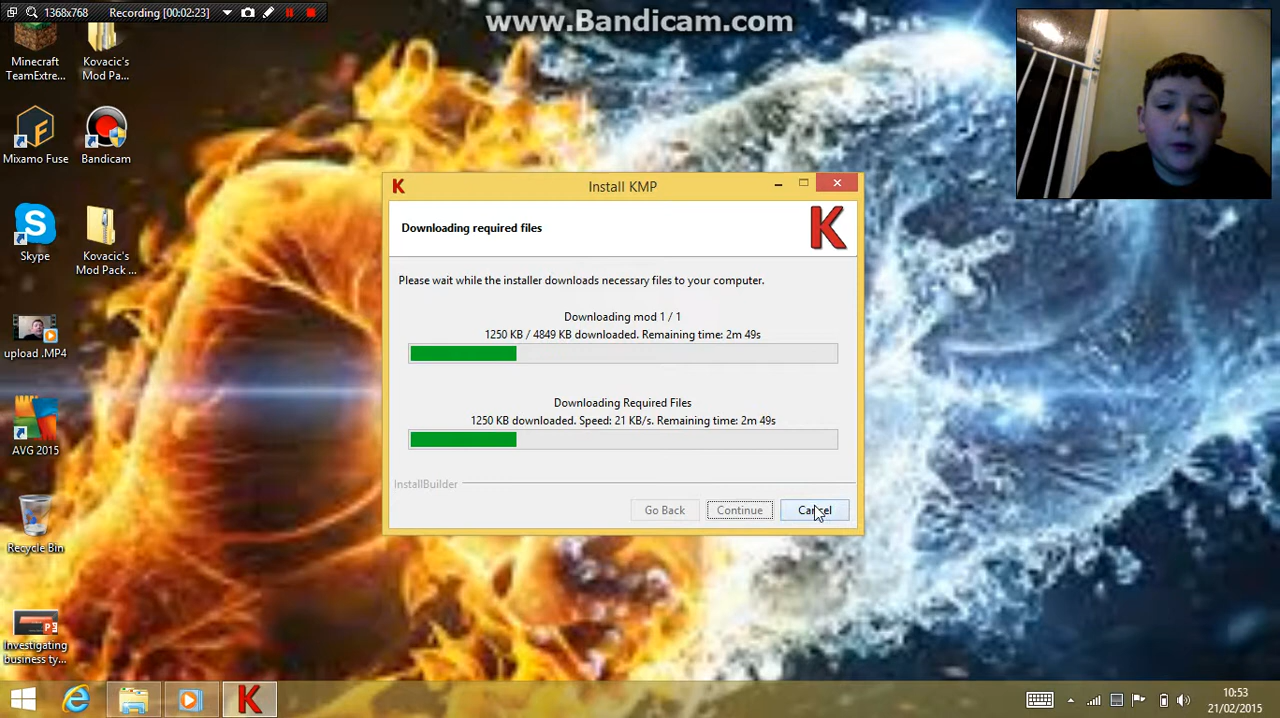 1368x768 Recording [00:02:23]
www.Bandicam.com
Minecraft
TeamExtre...
Kovacic's
Mod Pa...
Mixamo Fuse
Bandicam
Skype
Kovacic's
Mod Pack ...
upload .MP4
AVG 2015
Recycle Bin
Investigating
business ty...
K
Install KMP
Downloading required files
K
Please wait while the installer downloads necessary files to your computer.
Downloading mod 1 / 1
1250 KB / 4849 KB downloaded. Remaining time: 2m 49s
Downloading Required Files
1250 KB downloaded. Speed: 21 KB/s. Remaining time: 2m 49s
InstallBuilder
Go Back
Continue
Cancel
K
10:53
21/02/2015